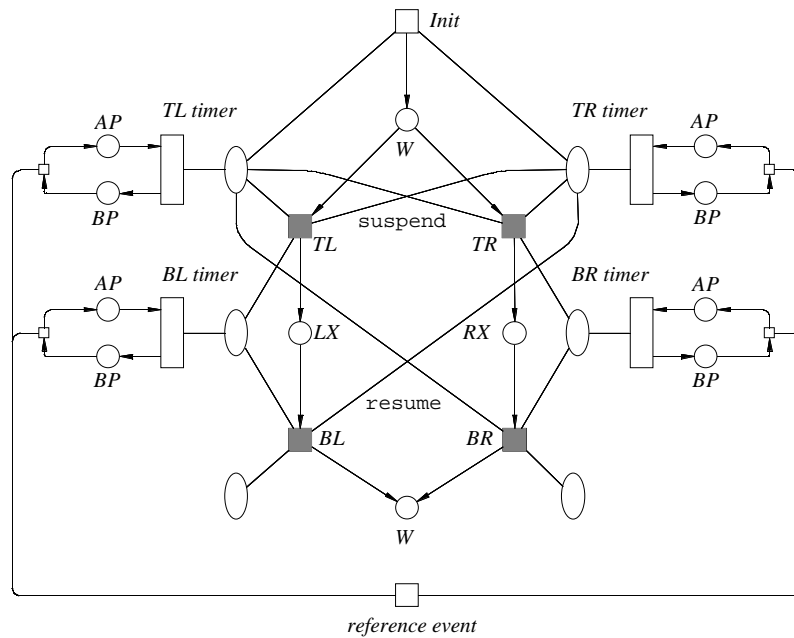 Init
TL timer
TR timer
AP
AP
W
BP
BP
suspend
TL
TR
BL timer
BR timer
AP
AP
LX
RX
BP
BP
resume
BL
BR
W
reference event